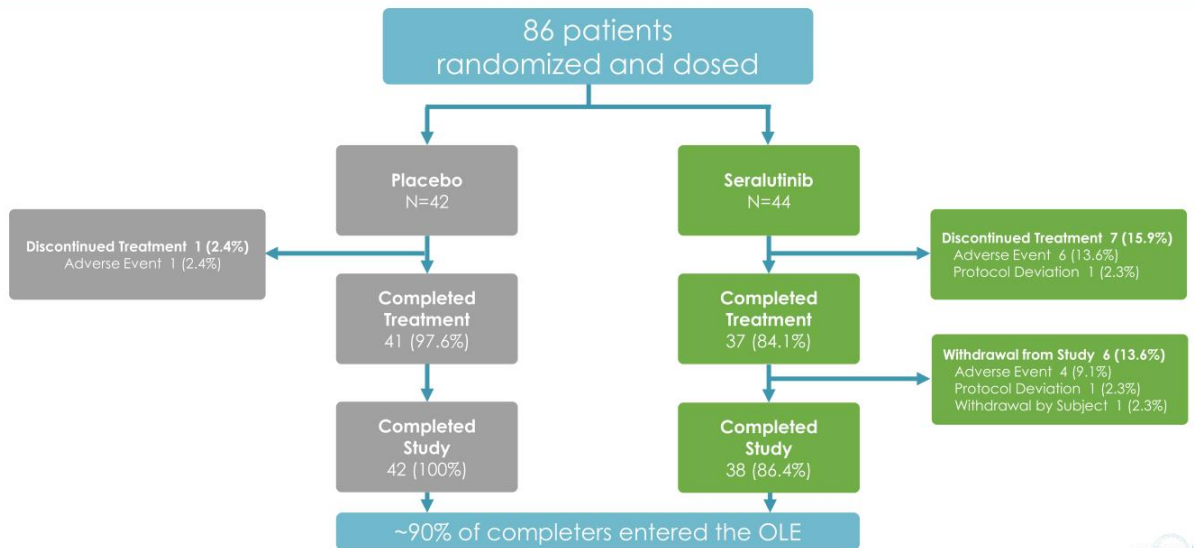 86 patients
randomized and dosed
Placebo
N=42
Seralutinib
N=44
Discontinued Treatment 1 (2.4%)
Adverse Event 1 (2.4%)
Discontinued Treatment 7 (15.9%)
Adverse Event 6 (13.6%)
Protocol Deviation 1 (2.3%)
Completed
Treatment
41 (97.6%)
Completed
Treatment
37 (84.1%)
Withdrawal from Study 6 (13.6%)
Adverse Event 4 (9.1%)
Protocol Deviation 1 (2.3%)
Withdrawal by Subject 1 (2.3%)
Completed
Study
42 (100%)
Completed
Study
38 (86.4%)
~90% of completers entered the OLE